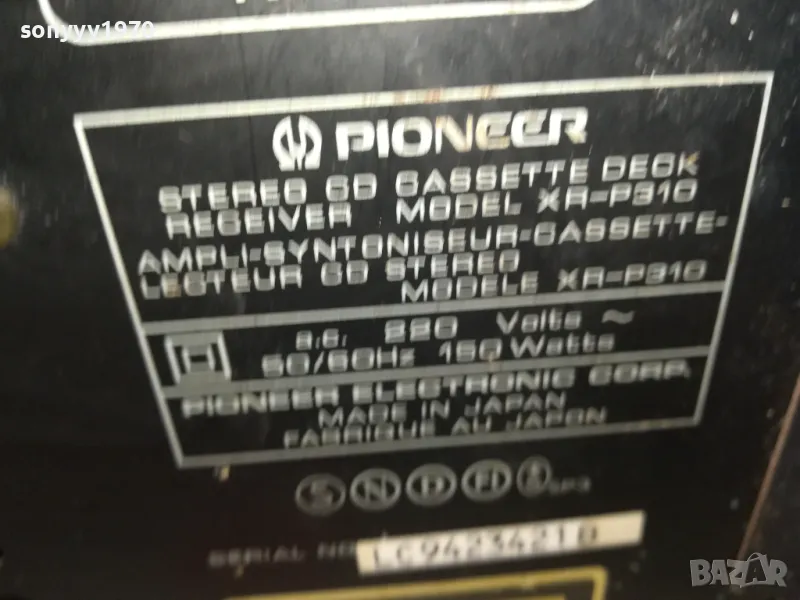 sonyyv1970
PIONEER
STEREO CD CASSETTE DECK
RECEIVER MODEL XR-P310
AMPLI-SYNTONISEUR-CASSETTE-
LECTEUR CD STEREO
MODELE XR-P310
a.c. 220 Volts ~
50/60Hz 150 Watts
PIONEER ELECTRONIC CORP.
MADE IN JAPAN
FABRIQUE AU JAPON
S N D FI
SERIAL NO
BAZAR